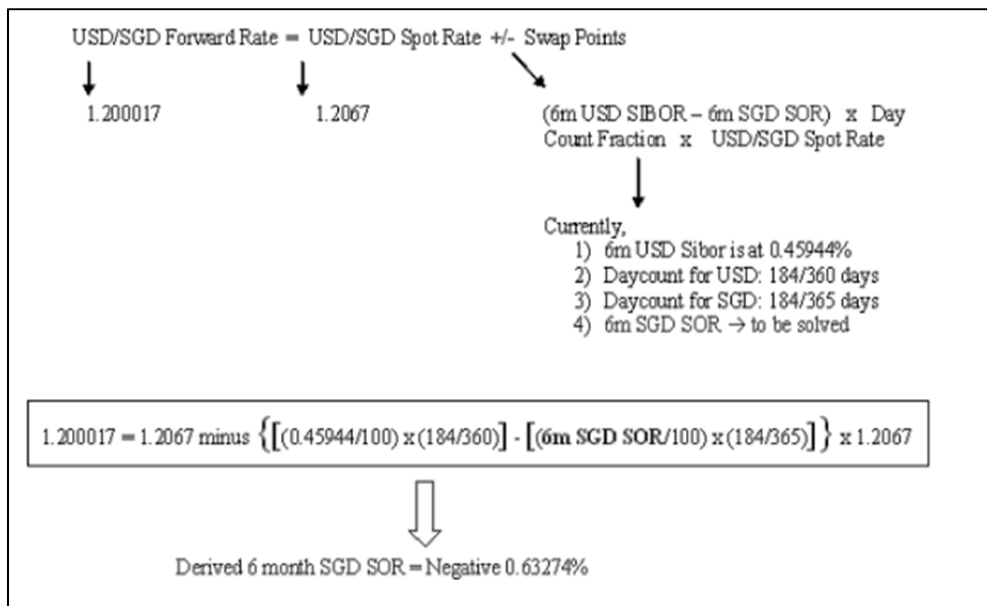 USD/SGD Forward Rate = USD/SGD Spot Rate +/- Swap Points
1.200017 1.2067 (6m USD SIBOR – 6m SGD SOR) x Day
Count Fraction x USD/SGD Spot Rate
Currently,
1) 6m USD Sibor is at 0.45944%
2) Daycount for USD: 184/360 days
3) Daycount for SGD: 184/365 days
4) 6m SGD SOR → to be solved
1.200017 = 1.2067 minus {[(0.45944/100) x (184/360)] - [(6m SGD SOR/100) x (184/365)]} x 1.2067
Derived 6 month SGD SOR = Negative 0.63274%